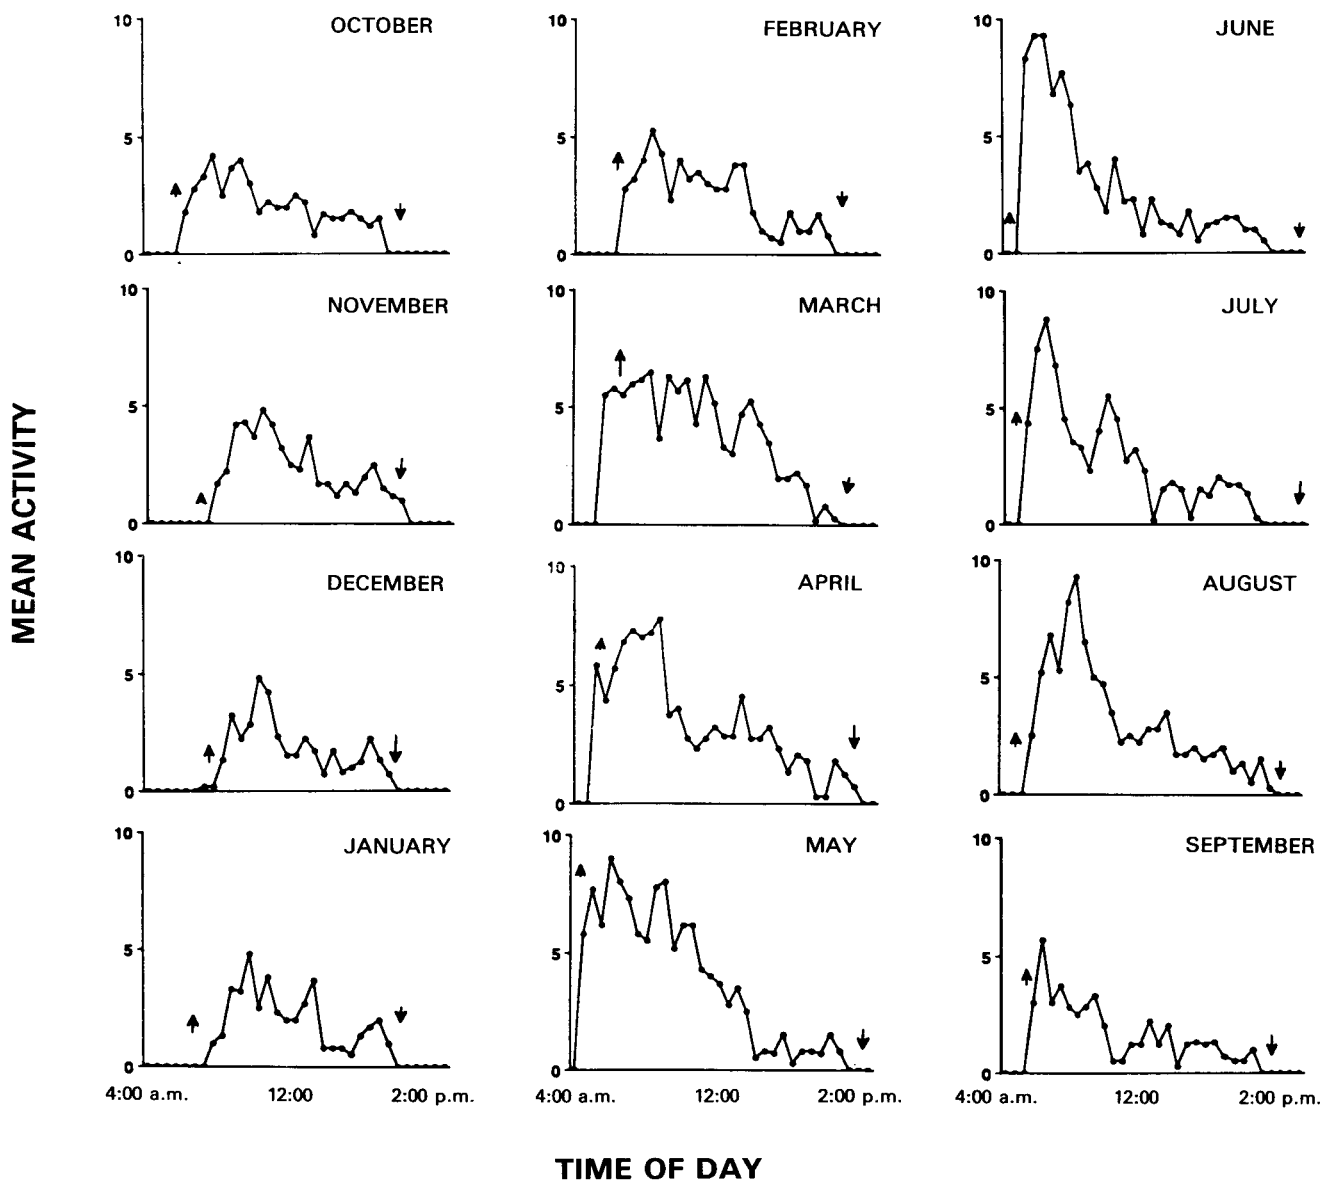 OCTOBER
10
5
0
FEBRUARY
10
5
0
JUNE
10
5
0
NOVEMBER
10
5
0
MARCH
10
5
0
JULY
10
5
0
DECEMBER
10
5
0
APRIL
10
5
0
AUGUST
10
5
0
JANUARY
10
5
0
MAY
10
5
0
SEPTEMBER
10
5
0
4:00 a.m. 12:00 2:00 p.m.
4:00 a.m. 12:00 2:00 p.m.
4:00 a.m. 12:00 2:00 p.m.
MEAN ACTIVITY
TIME OF DAY